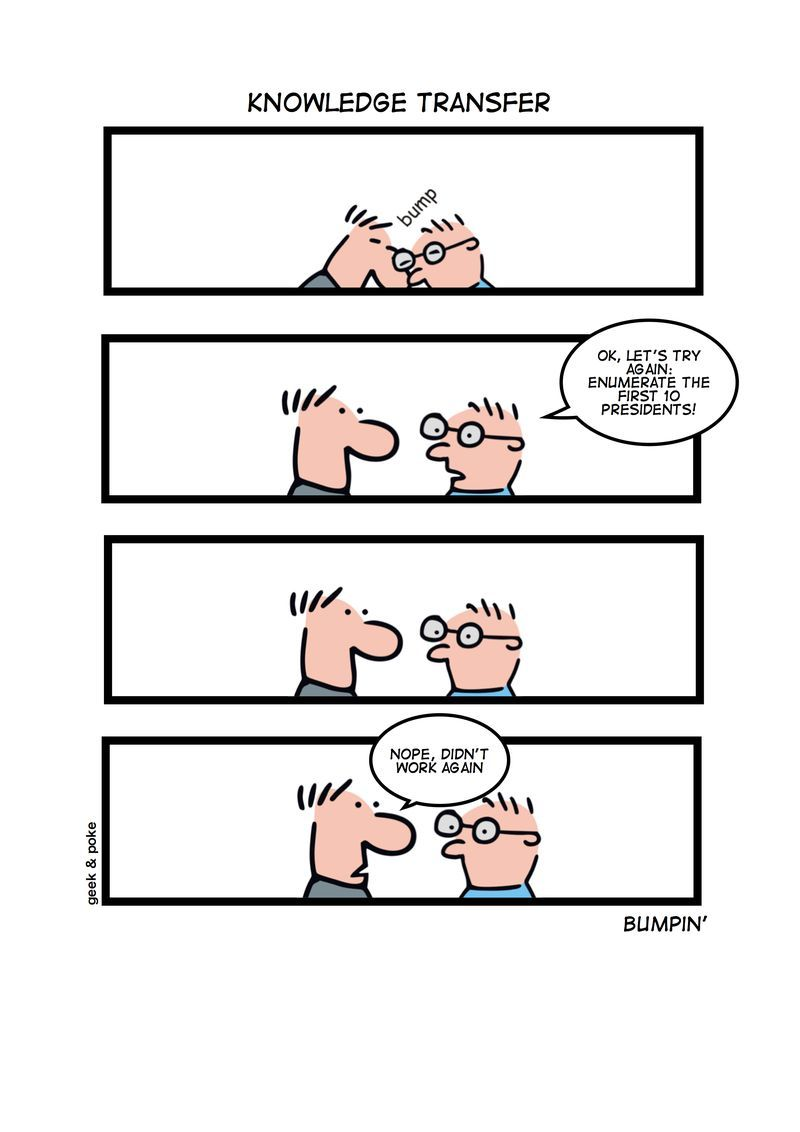 KNOWLEDGE TRANSFER
bump
OK, LET'S TRY
AGAIN:
ENUMERATE THE
FIRST 10
PRESIDENTS!
NOPE, DIDN'T
WORK AGAIN
geek & poke
BUMPIN'